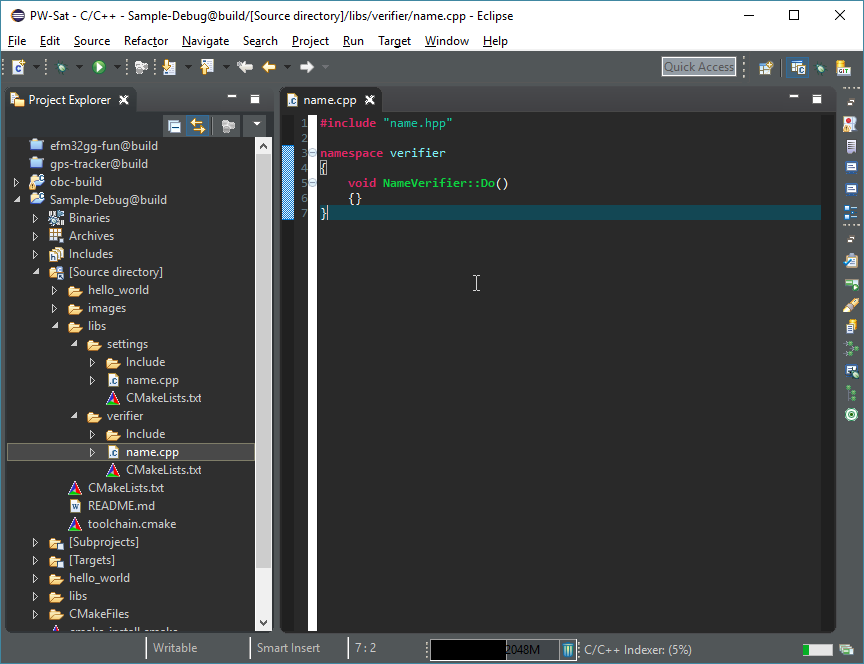 PW-Sat - C/C++ - Sample-Debug@build/[Source directory]/libs/verifier/name.cpp - Eclipse
File Edit Source Refactor Navigate Search Project Run Target Window Help
Quick Access
GIT
Project Explorer
efm32gg-fun@build
gps-tracker@build
obc-build
Sample-Debug@build
Binaries
Archives
Includes
[Source directory]
hello_world
images
libs
settings
Include
name.cpp
CMakeLists.txt
verifier
Include
name.cpp
CMakeLists.txt
CMakeLists.txt
README.md
toolchain.cmake
[Subprojects]
[Targets]
hello_world
libs
CMakeFiles
name.cpp
1 #include "name.hpp"
2
3 namespace verifier
4 {
5 void NameVerifier::Do()
6 {}
7 }
Writable Smart Insert 7 : 2 2048M C/C++ Indexer: (5%)